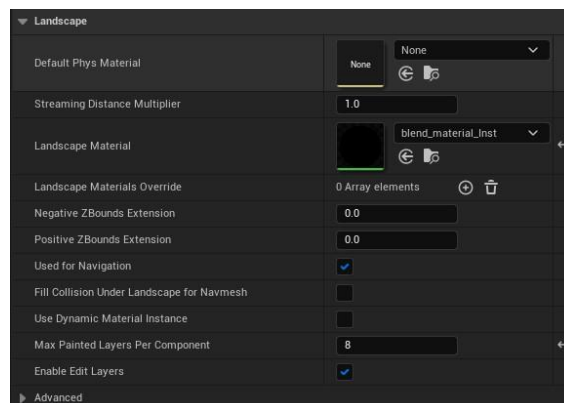 Landscape
Default Phys Material
None
None
Streaming Distance Multiplier
1.0
Landscape Material
blend_material_Inst
Landscape Materials Override
0 Array elements
Negative ZBounds Extension
0.0
Positive ZBounds Extension
0.0
Used for Navigation
Fill Collision Under Landscape for Navmesh
Use Dynamic Material Instance
Max Painted Layers Per Component
8
Enable Edit Layers
Advanced